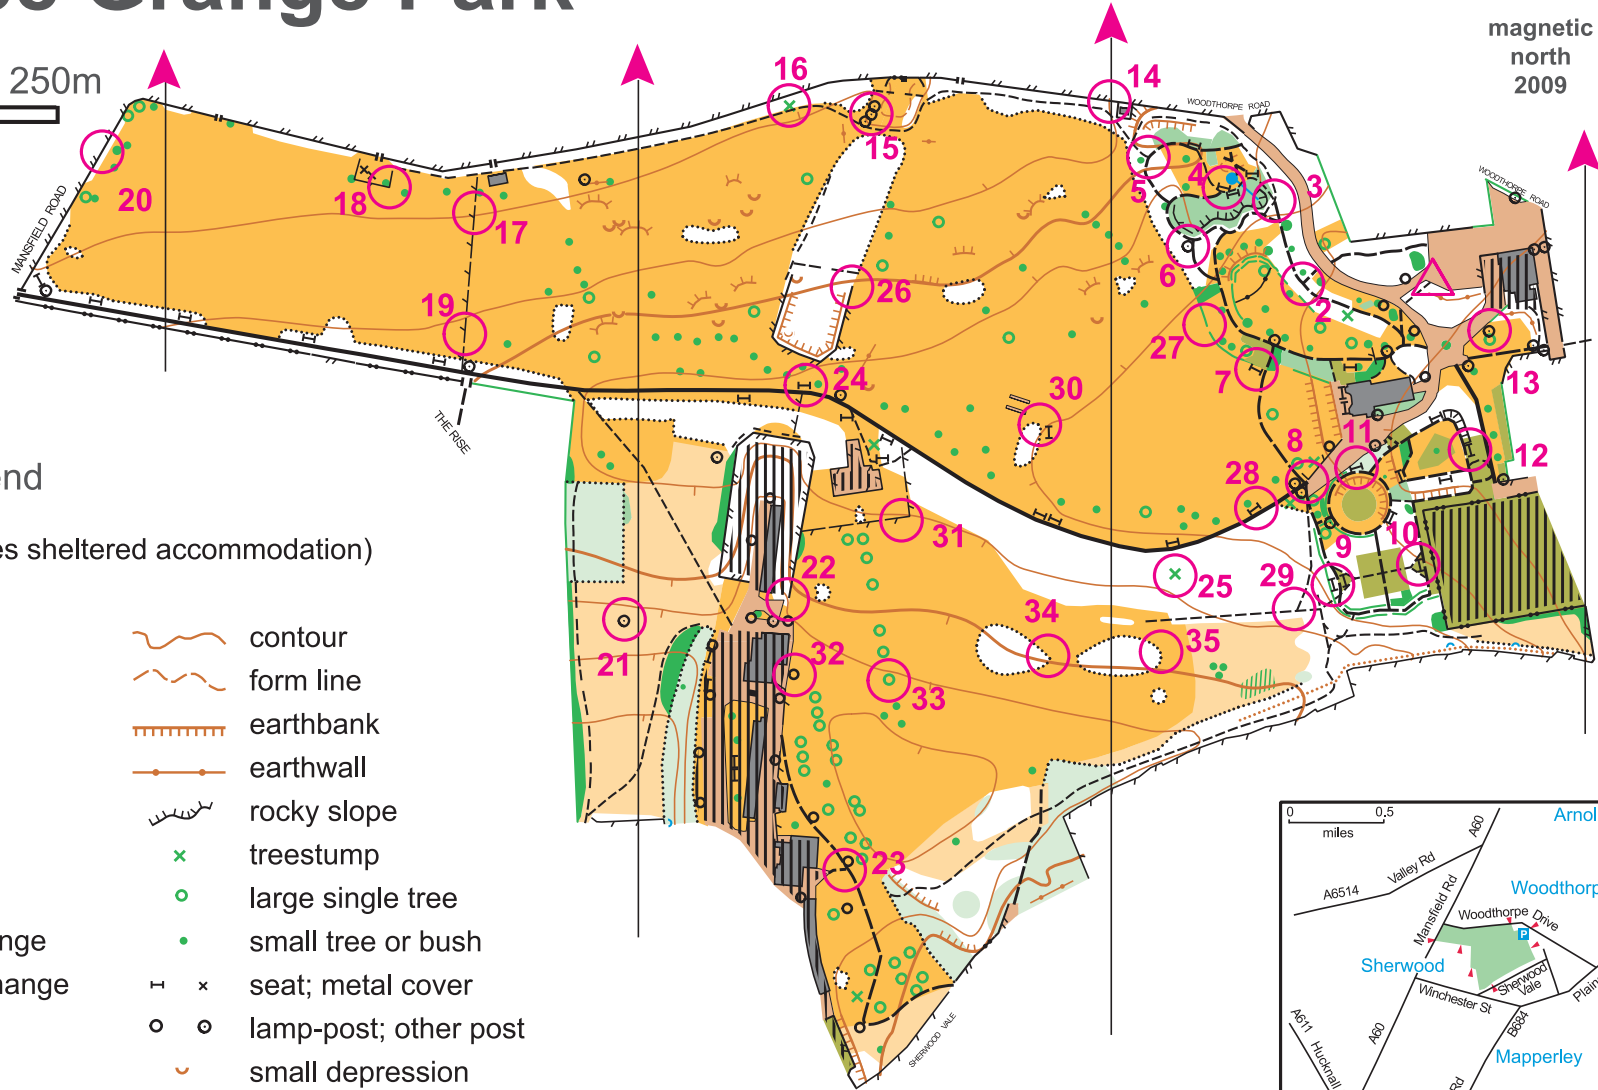 Grange Park
250m
magnetic
north
2009
WOODTHORPE ROAD
WOODTHORPE ROAD
MANSFIELD ROAD
THE RISE
SHERWOOD VALE
16
14
15
20
18
17
5
4
3
6
19
26
2
27
24
30
7
13
8
11
12
28
31
22
9
10
25
29
21
32
33
34
35
23
end
es sheltered accommodation)
contour
form line
earthbank
earthwall
rocky slope
treestump
large single tree
nge
small tree or bush
ange
seat; metal cover
lamp-post; other post
small depression
0 0.5
miles
A60
Arnol
Valley Rd
A6514
Mansfield Rd
Woodthorp
Woodthorpe Drive
P
Sherwood
Sherwood
Vale
Winchester St
Plain
A611
Hucknall
A60
B684
Mapperley
Rd